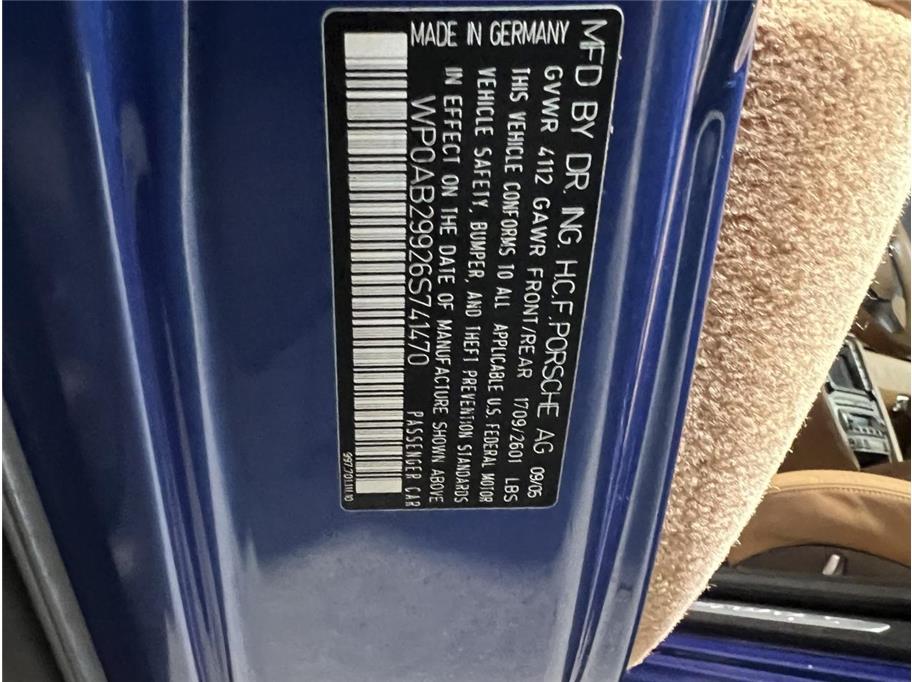 MFD BY DR. ING. H.C.F. PORSCHE AG 09/05
GVWR 4112 GAWR FRONT/REAR 1709/2601 LBS
THIS VEHICLE CONFORMS TO ALL APPLICABLE U.S. FEDERAL MOTOR
VEHICLE SAFETY, BUMPER, AND THEFT PREVENTION STANDARDS
IN EFFECT ON THE DATE OF MANUFACTURE SHOWN ABOVE
MADE IN GERMANY
WP0AB29926S741470 PASSENGER CAR